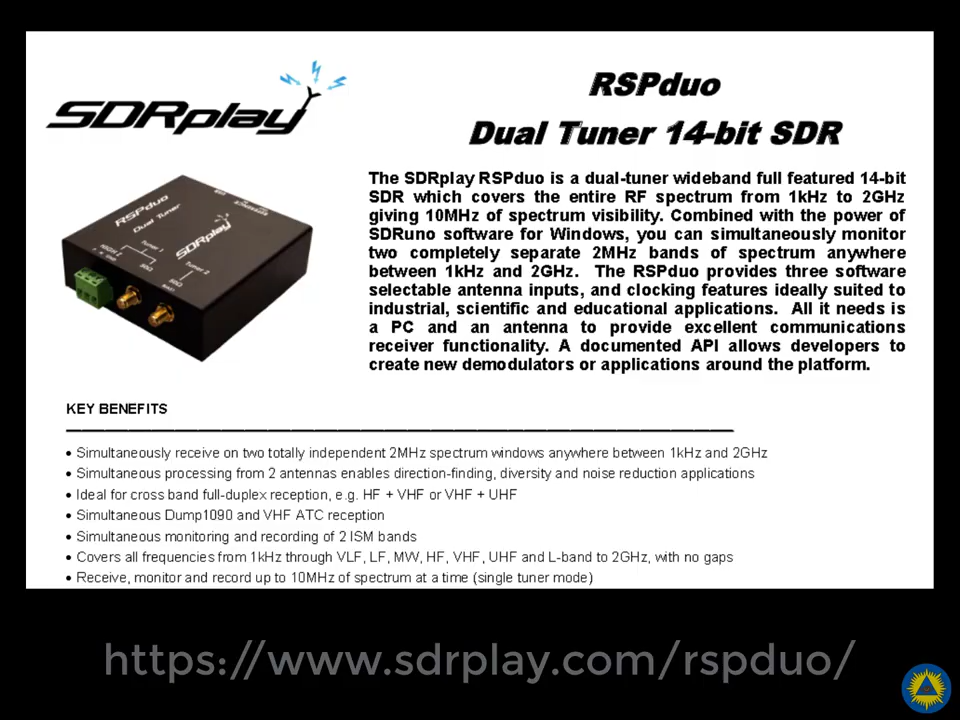 SDRplay
RSPduo
Dual Tuner 14-bit SDR
The SDRplay RSPduo is a dual-tuner wideband full featured 14-bit
SDR which covers the entire RF spectrum from 1kHz to 2GHz
giving 10MHz of spectrum visibility. Combined with the power of
SDRuno software for Windows, you can simultaneously monitor
two completely separate 2MHz bands of spectrum anywhere
between 1kHz and 2GHz. The RSPduo provides three software
selectable antenna inputs, and clocking features ideally suited to
industrial, scientific and educational applications. All it needs is
a PC and an antenna to provide excellent communications
receiver functionality. A documented API allows developers to
create new demodulators or applications around the platform.
RSPduo
Dual Tuner
SDRplay
Tuner 1
Tuner 2
50Ω
50Ω
KEY BENEFITS
• Simultaneously receive on two totally independent 2MHz spectrum windows anywhere between 1kHz and 2GHz
• Simultaneous processing from 2 antennas enables direction-finding, diversity and noise reduction applications
• Ideal for cross band full-duplex reception, e.g. HF + VHF or VHF + UHF
• Simultaneous Dump1090 and VHF ATC reception
• Simultaneous monitoring and recording of 2 ISM bands
• Covers all frequencies from 1kHz through VLF, LF, MW, HF, VHF, UHF and L-band to 2GHz, with no gaps
• Receive, monitor and record up to 10MHz of spectrum at a time (single tuner mode)
https://www.sdrplay.com/rspduo/